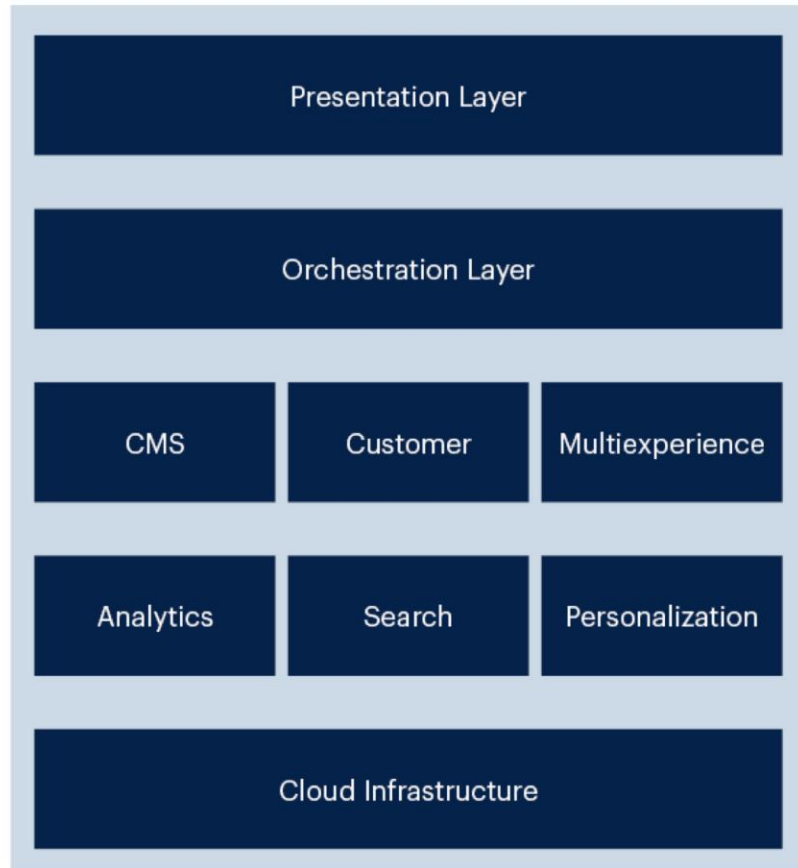 Presentation Layer
Orchestration Layer
CMS
Customer
Multiexperience
Analytics
Search
Personalization
Cloud Infrastructure